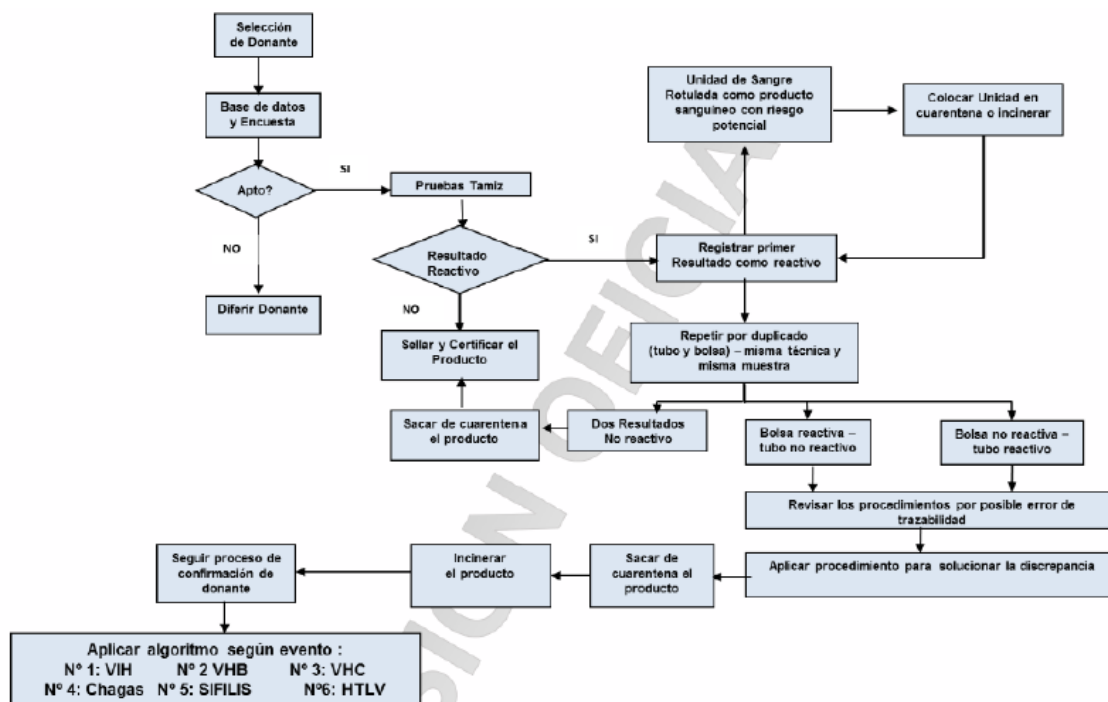 Selección
de Donante
Base de datos
y Encuesta
Apto?
SI
NO
Diferir Donante
Pruebas Tamiz
Resultado
Reactivo
SI
NO
Sellar y Certificar el
Producto
Unidad de Sangre
Rotulada como producto
sanguineo con riesgo
potencial
Colocar Unidad en
cuarentena o incinerar
Registrar primer
Resultado como reactivo
Repetir por duplicado
(tubo y bolsa) – misma técnica y
misma muestra
Sacar de cuarentena
el producto
Dos Resultados
No reactivo
Bolsa reactiva –
tubo no reactivo
Bolsa no reactiva –
tubo reactivo
Revisar los procedimientos por posible error de
trazabilidad
Aplicar procedimiento para solucionar la discrepancia
Sacar de
cuarentena el
producto
Incinerar
el producto
Seguir proceso de
confirmación de
donante
Aplicar algoritmo según evento :
Nº 1: VIH Nº 2 VHB Nº 3: VHC
Nº 4: Chagas Nº 5: SIFILIS Nº6: HTLV